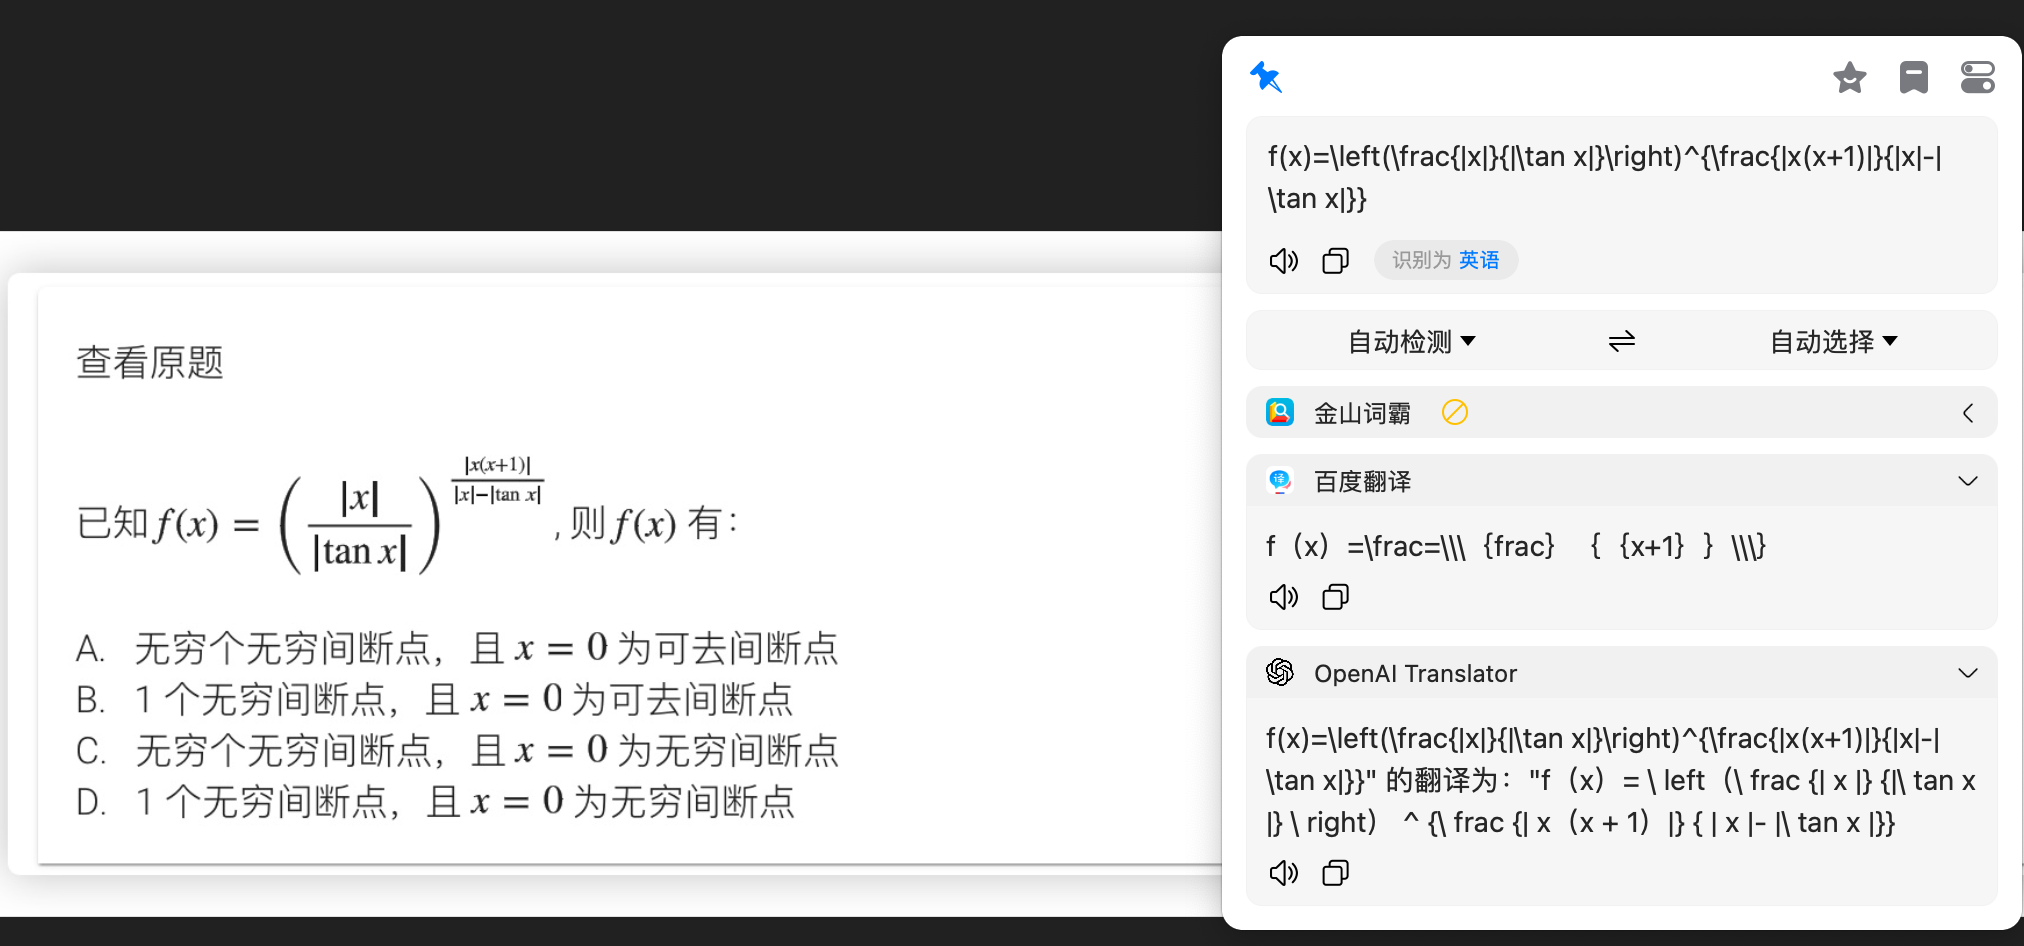 查看原题
已知 f(x) = (|x|/|tan x|)^{|x(x+1)|/(|x|−|tan x|)}, 则 f(x) 有：
A. 无穷个无穷间断点，且 x = 0 为可去间断点
B. 1 个无穷间断点，且 x = 0 为可去间断点
C. 无穷个无穷间断点，且 x = 0 为无穷间断点
D. 1 个无穷间断点，且 x = 0 为无穷间断点
f(x)=\left(\frac{|x|}{|\tan x|}\right)^{\frac{|x(x+1)|}{|x|-|
\tan x|}}
识别为 英语
自动检测
自动选择
金山词霸
译
百度翻译
f（x）=\frac=\\\｛frac｝｛｛x+1｝｝\\\｝
OpenAI Translator
f(x)=\left(\frac{|x|}{|\tan x|}\right)^{\frac{|x(x+1)|}{|x|-|
\tan x|}}" 的翻译为："f（x）= \ left（\ frac {| x |} {|\ tan x
|} \ right） ^ {\ frac {| x（x + 1）|} { | x |- |\ tan x |}}